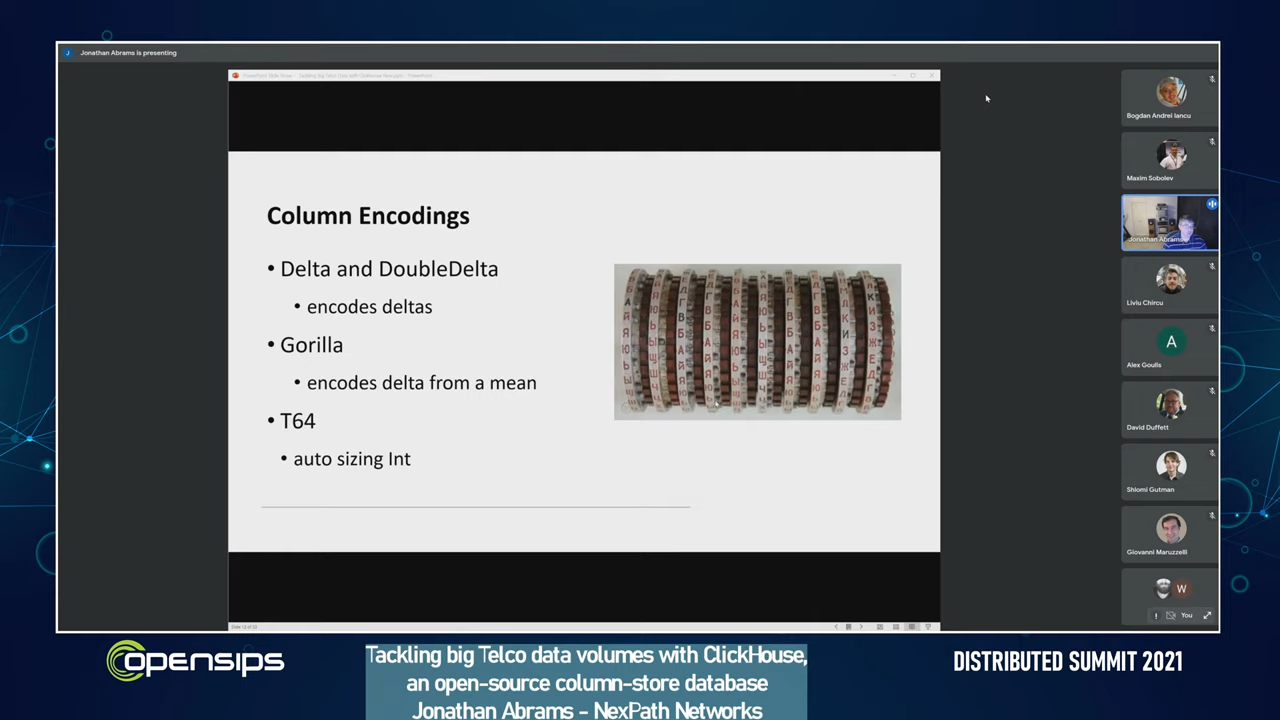 Jonathan Abrams is presenting
Column Encodings
• Delta and DoubleDelta
• encodes deltas
• Gorilla
• encodes delta from a mean
• T64
• auto sizing Int
Bogdan Andrei Iancu
Maxim Sobolev
Jonathan Abrams
Liviu Chircu
A
Alex Goulis
David Duffett
Shlomi Gutman
Giovanni Maruzzelli
W
You
opensips
Tackling big Telco data volumes with ClickHouse,
an open-source column-store database
Jonathan Abrams - NexPath Networks
DISTRIBUTED SUMMIT 2021